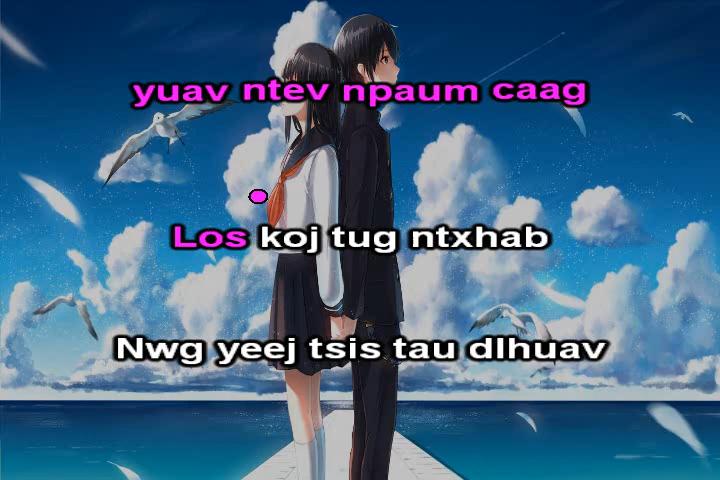 yuav ntev npaum caag
Los koj tug ntxhab
Nwg yeej tsis tau dlhuav